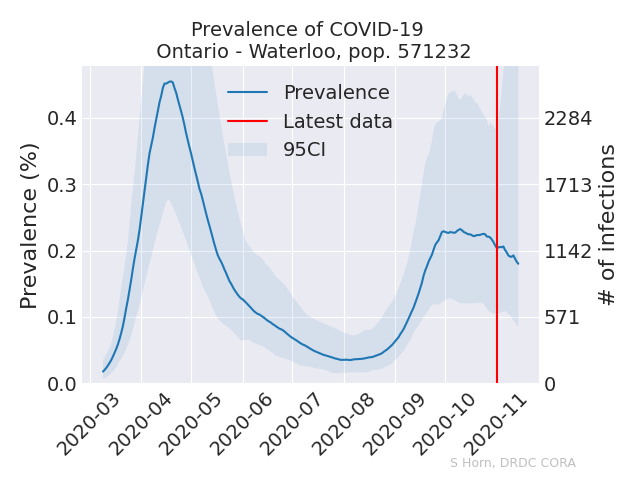 Prevalence of COVID-19
Ontario - Waterloo, pop. 571232
Prevalence
Latest data
95CI
Prevalence (%)
0.4
0.3
0.2
0.1
0.0
2284
1713
1142
571
0
# of infections
2020-03
2020-04
2020-05
2020-06
2020-07
2020-08
2020-09
2020-10
2020-11
S Horn, DRDC CORA